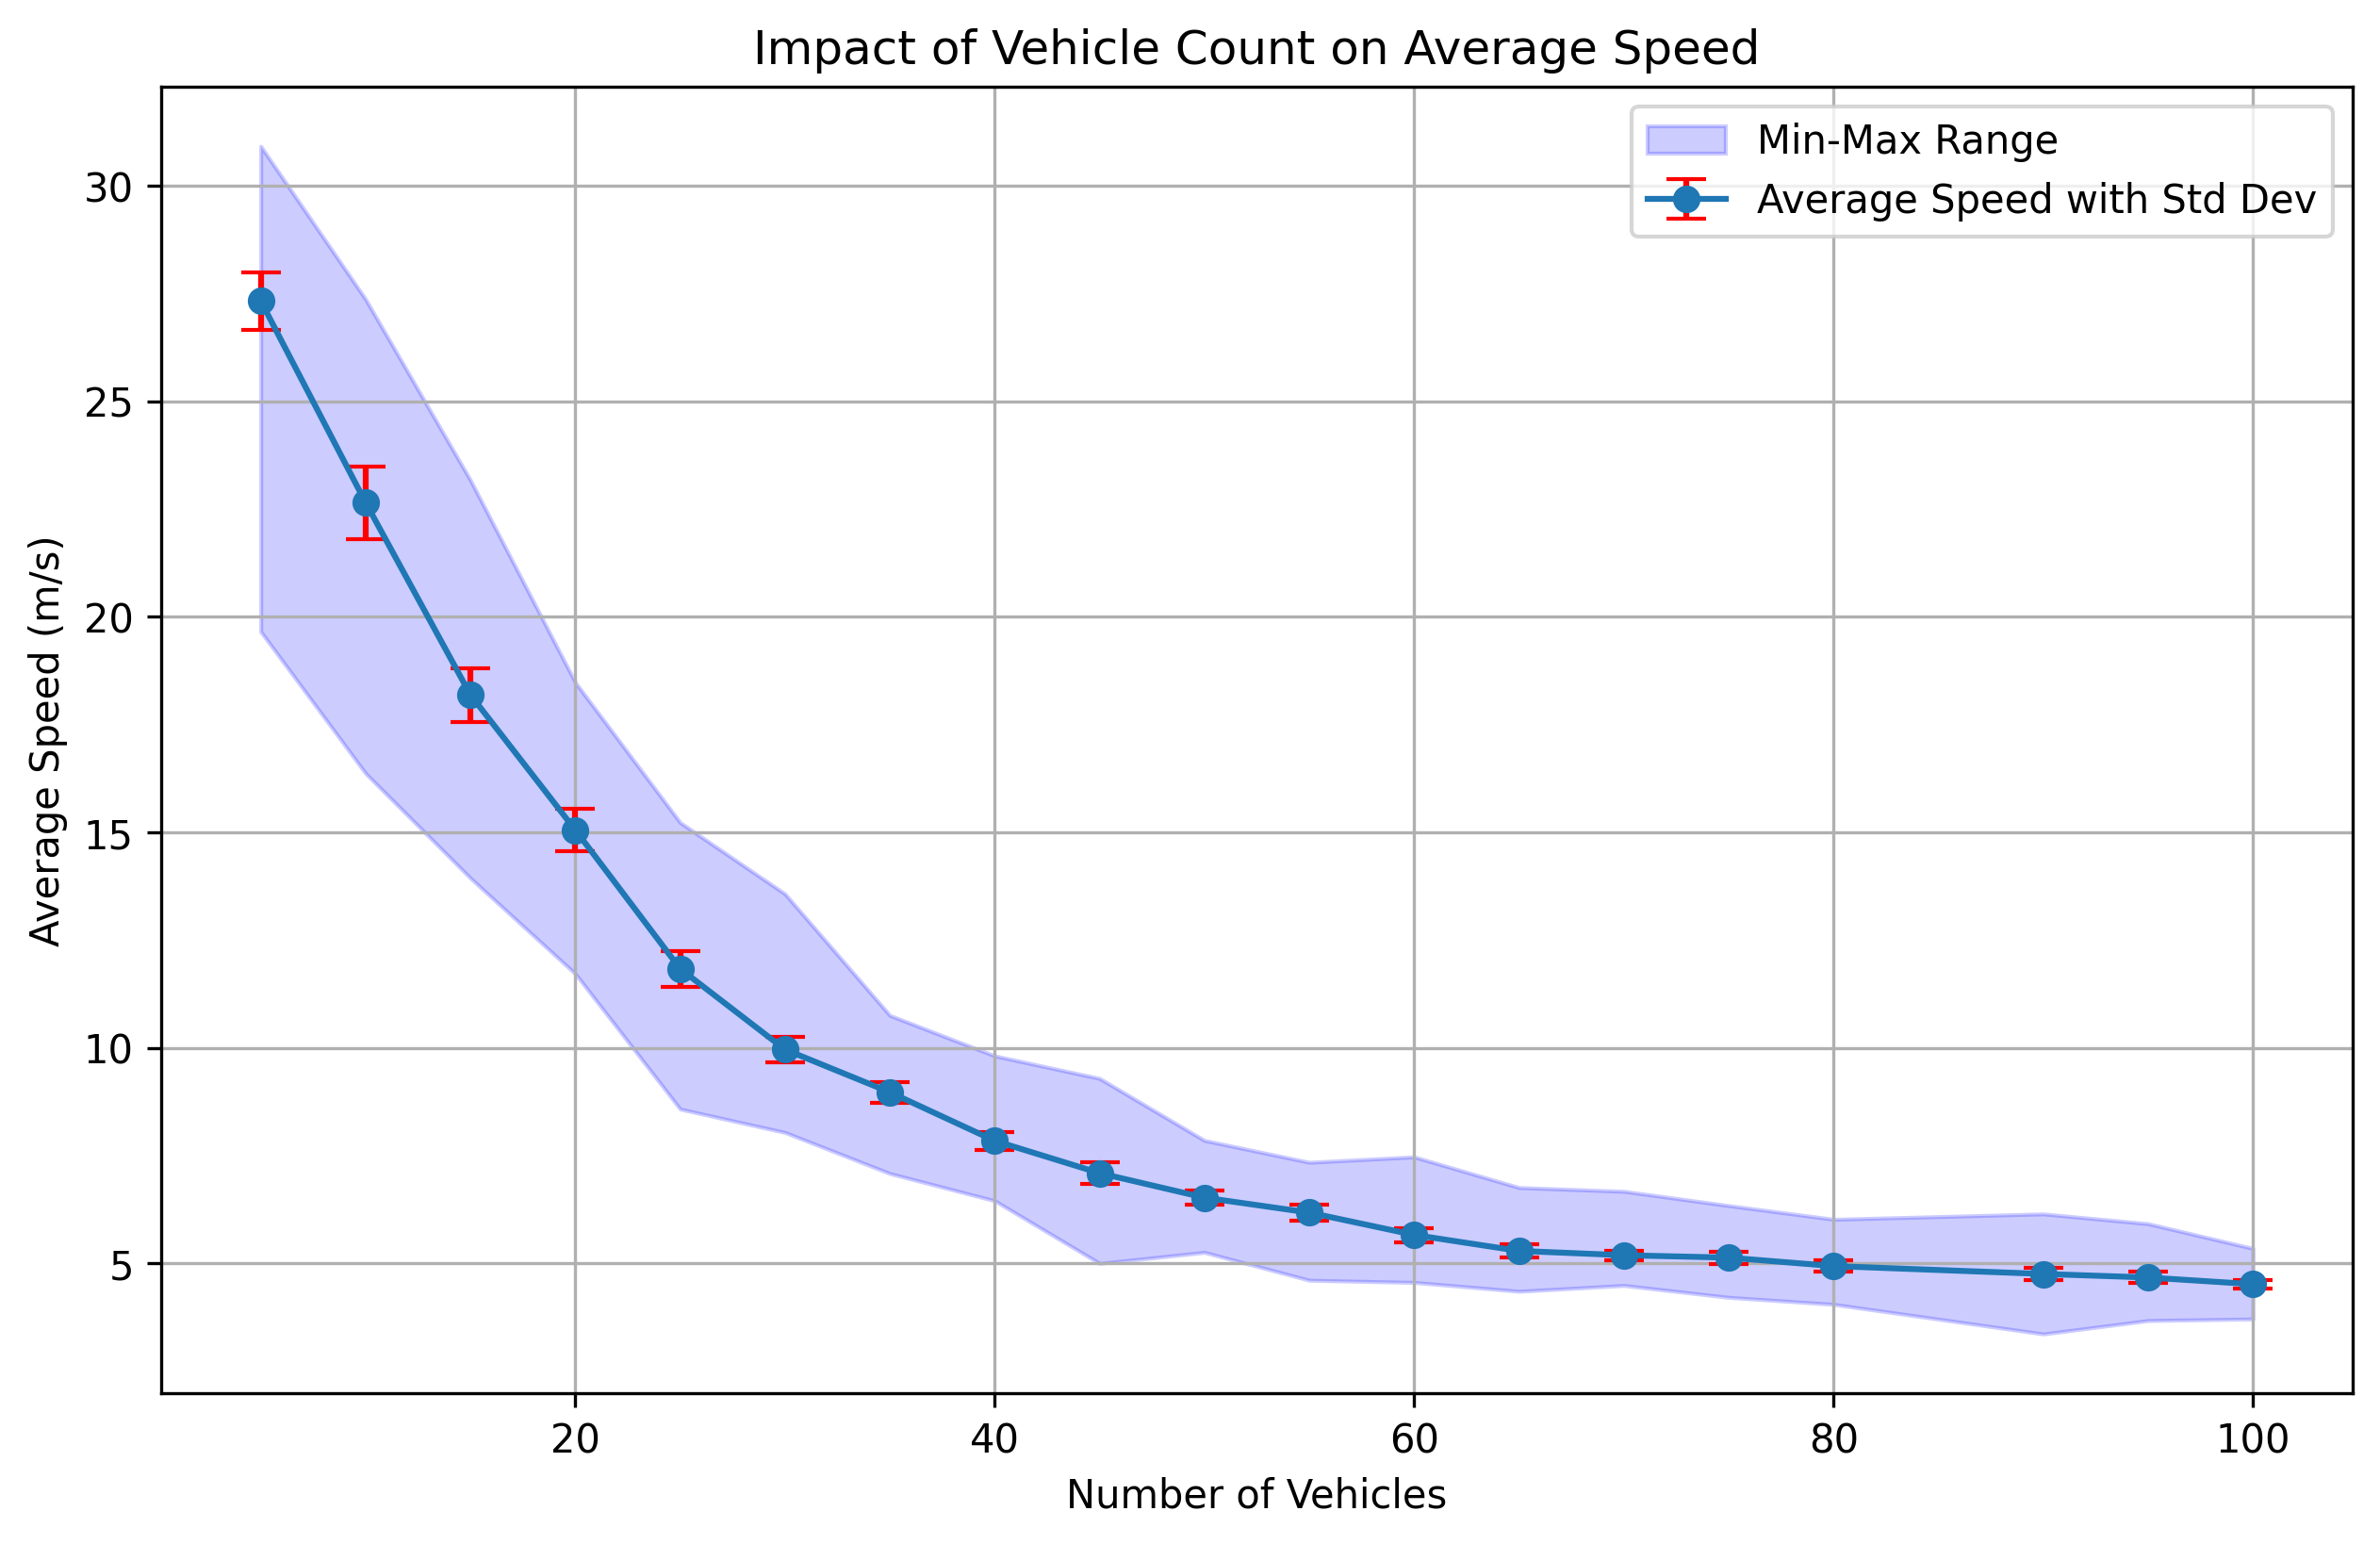 Impact of Vehicle Count on Average Speed
Min-Max Range
Average Speed with Std Dev
30
25
20
15
10
5
Average Speed (m/s)
20 40 60 80 100
Number of Vehicles